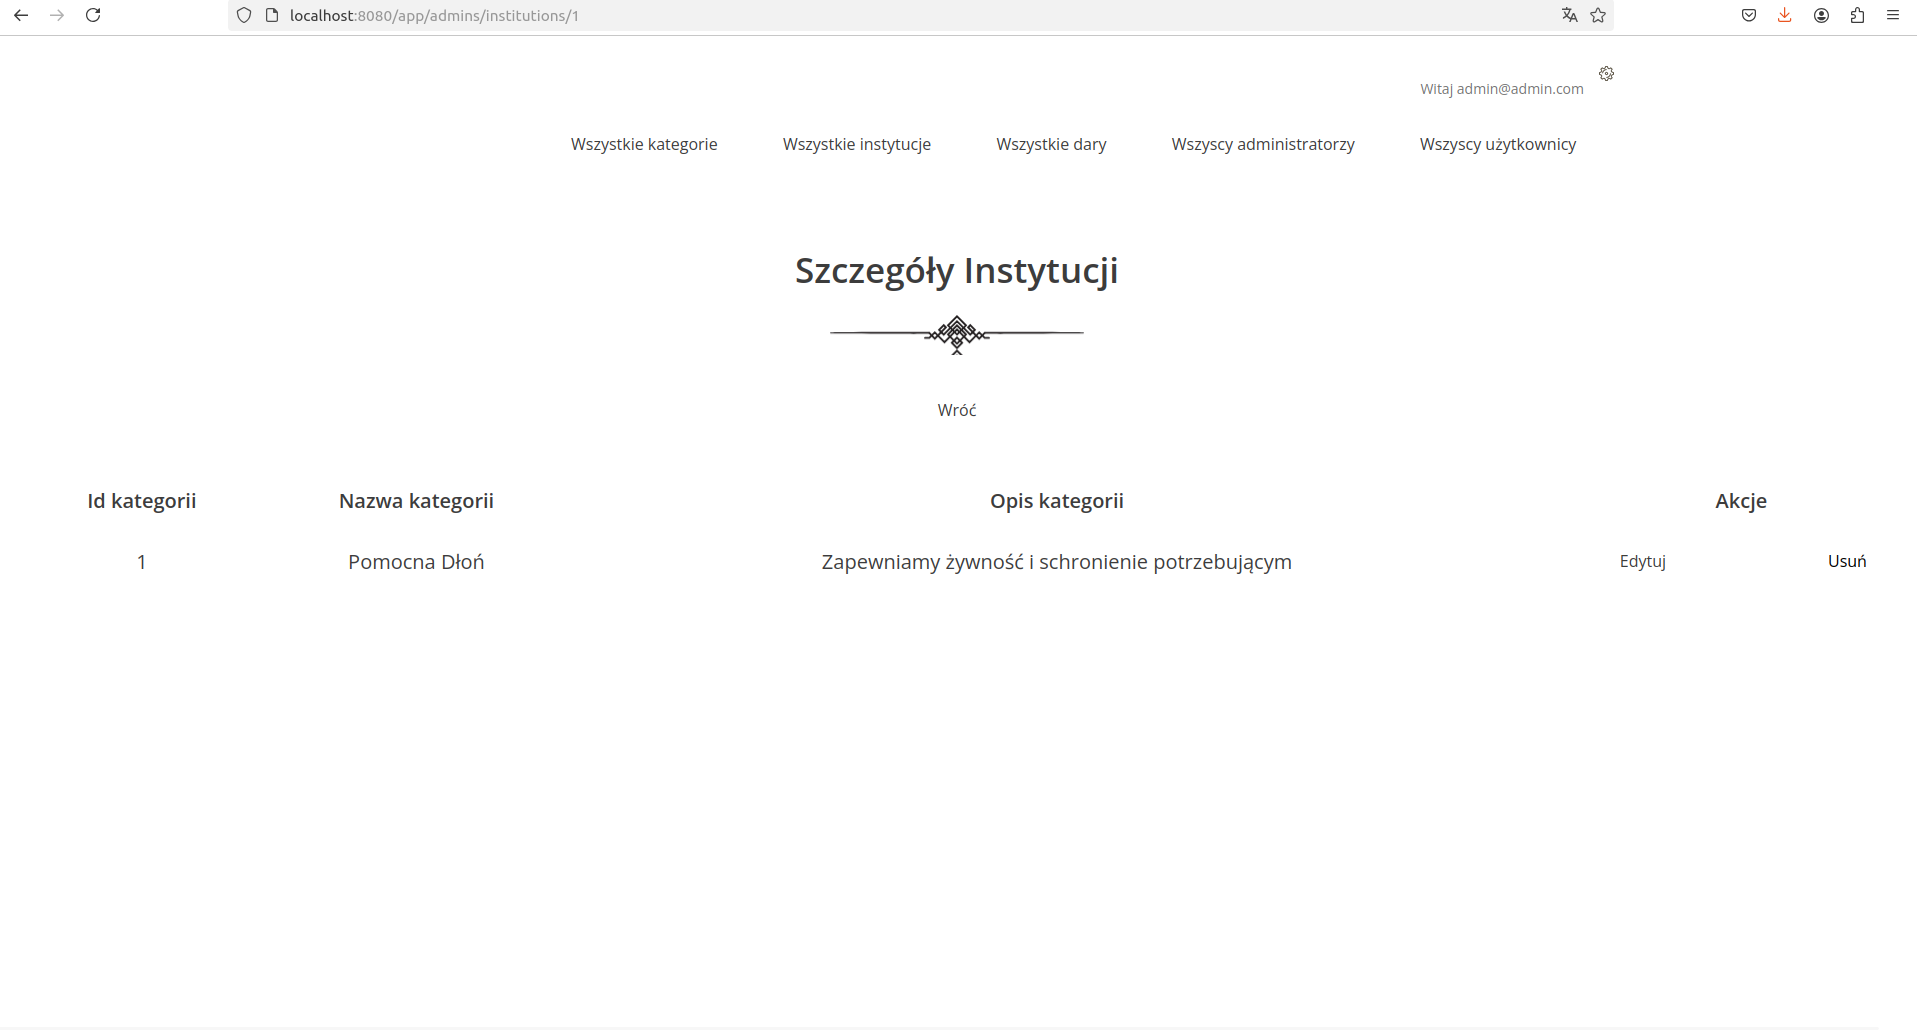 localhost:8080/app/admins/institutions/1
Witaj admin@admin.com
Wszystkie kategorie Wszystkie instytucje Wszystkie dary Wszyscy administratorzy Wszyscy użytkownicy
Szczegóły Instytucji
Wróć
Id kategorii Nazwa kategorii Opis kategorii Akcje
1 Pomocna Dłoń Zapewniamy żywność i schronienie potrzebującym Edytuj Usuń